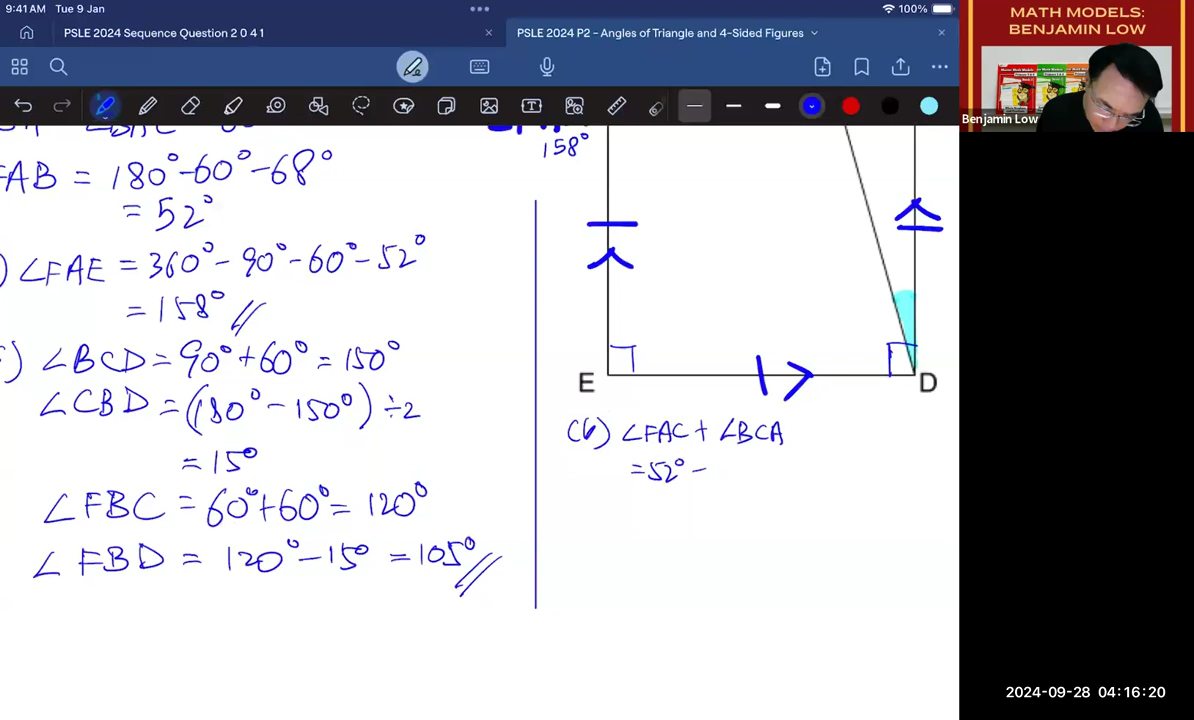 9:41 AM Tue 9 Jan
100%
PSLE 2024 Sequence Question 2 0 4 1
PSLE 2024 P2 - Angles of Triangle and 4-Sided Figures
MATH MODELS:
BENJAMIN LOW
Benjamin Low
AB = 180° - 60° - 68°
= 52°
) ∠FAE = 360° - 90° - 60° - 52°
= 158°
) ∠BCD = 90° + 60° = 150°
∠CBD = (180° - 150°) ÷ 2
= 15°
∠FBC = 60° + 60° = 120°
∠FBD = 120° - 15° = 105°
158°
E
D
(b) ∠FAC + ∠BCA
= 52° -
2024-09-28 04:16:20